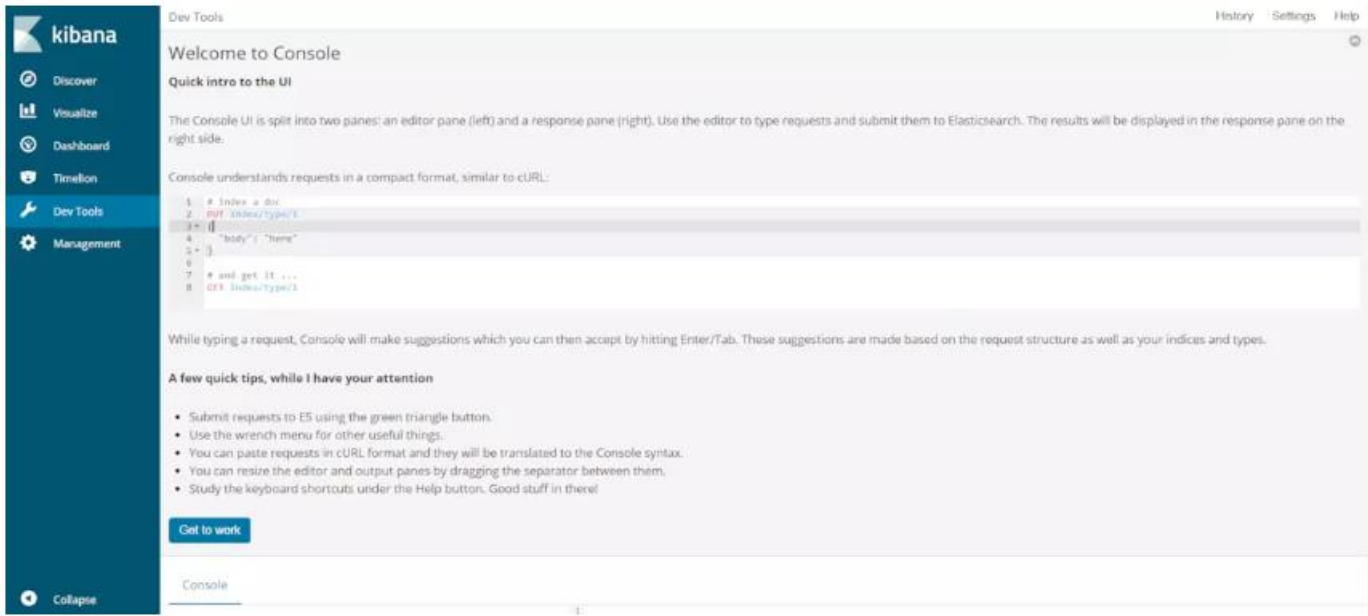 kibana
Discover
Visualize
Dashboard
Timelion
Dev Tools
Management
Collapse
Dev Tools
History Settings Help
Welcome to Console
Quick intro to the UI
The Console UI is split into two panes: an editor pane (left) and a response pane (right). Use the editor to type requests and submit them to Elasticsearch. The results will be displayed in the response pane on the
right side.
Console understands requests in a compact format, similar to cURL:
1 # index a doc
2 PUT index/type/1
3 {
4 "body": "here"
5 }
6
7 # and get it ...
8 GET index/type/1
While typing a request, Console will make suggestions which you can then accept by hitting Enter/Tab. These suggestions are made based on the request structure as well as your indices and types.
A few quick tips, while I have your attention
• Submit requests to ES using the green triangle button.
• Use the wrench menu for other useful things.
• You can paste requests in cURL format and they will be translated to the Console syntax.
• You can resize the editor and output panes by dragging the separator between them.
• Study the keyboard shortcuts under the Help button. Good stuff in there!
Get to work
Console
1